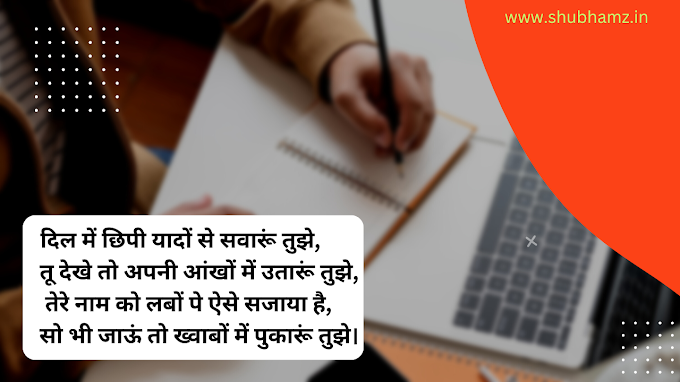 www.shubhamz.in
दिल में छिपी यादों से सवारूं तुझे,
तू देखे तो अपनी आंखों में उतारूं तुझे,
तेरे नाम को लबों पे ऐसे सजाया है,
सो भी जाऊं तो ख्वाबों में पुकारूं तुझे।